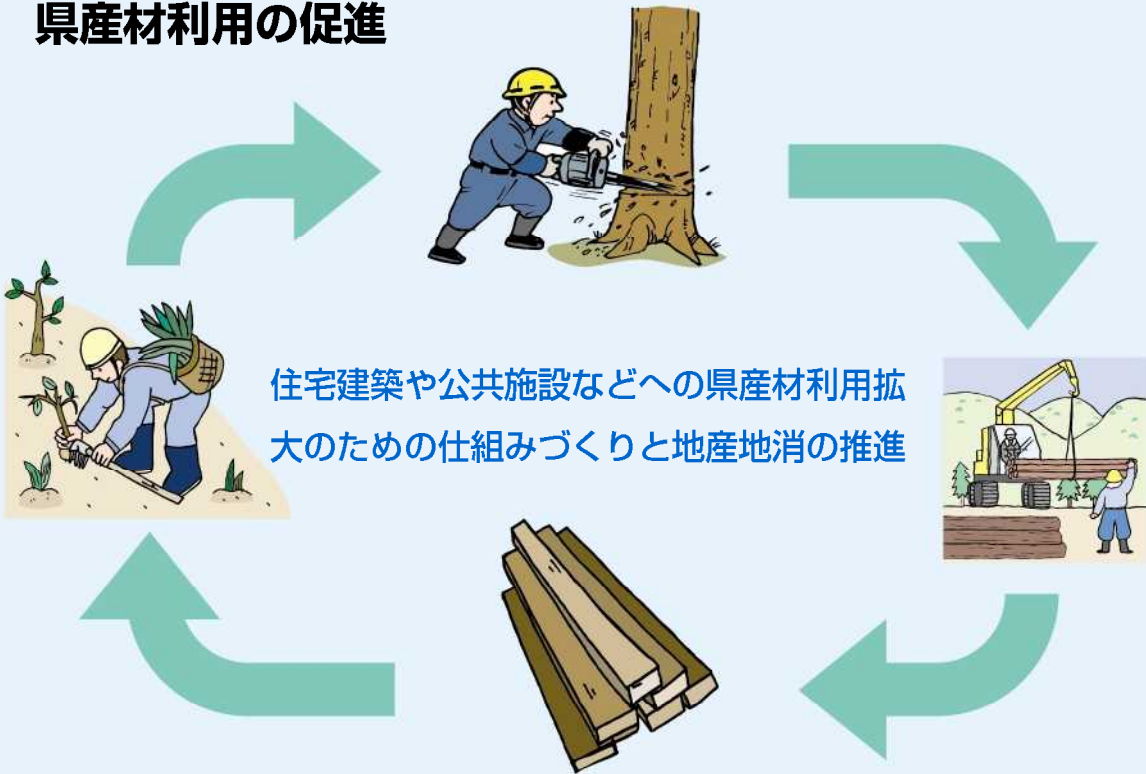 県産材利用の促進
住宅建築や公共施設などへの県産材利用拡
大のための仕組みづくりと地産地消の推進